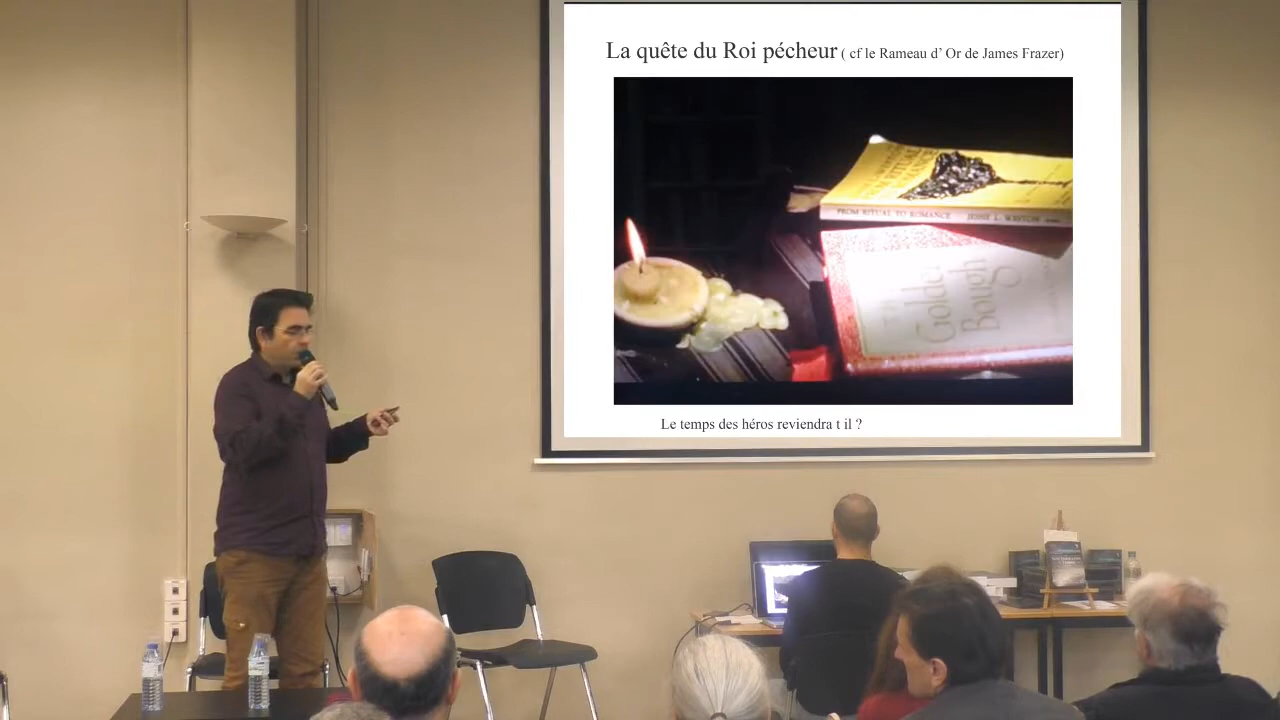 La quête du Roi pécheur ( cf le Rameau d’ Or de James Frazer)
FROM RITUAL TO ROMANCE JESSIE L. WESTON
Golden
Bough
Le temps des héros reviendra t il ?